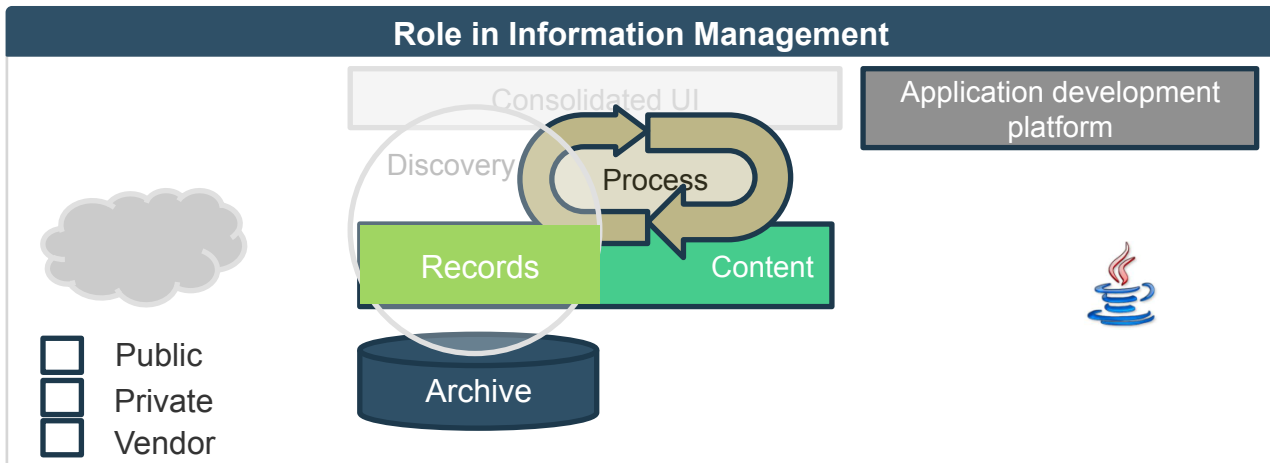 Role in Information Management
Consolidated UI
Application development
platform
Discovery
Process
Records
Content
Archive
Public
Private
Vendor